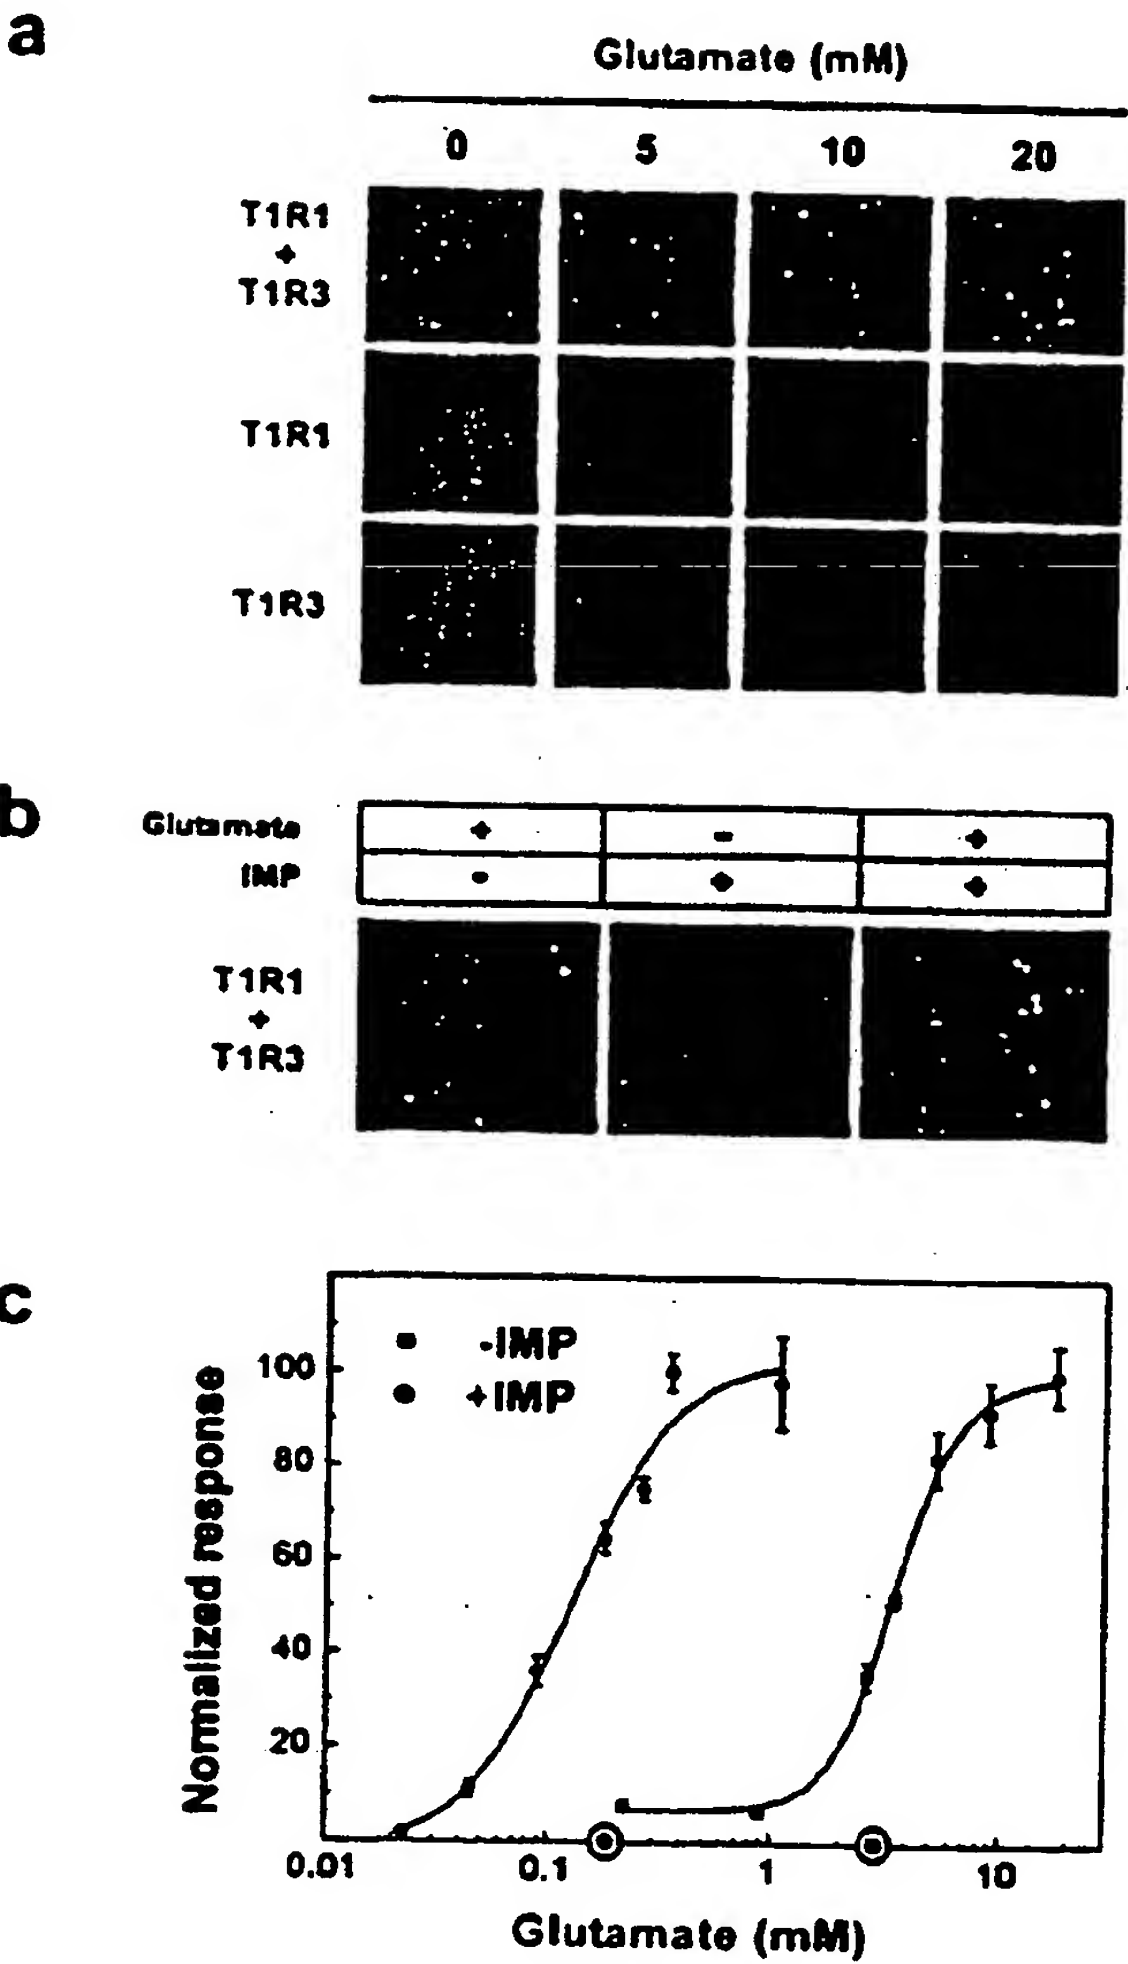 a
Glutamate (mM)
0 5 10 20
T1R1
+
T1R3
T1R1
T1R3
b
Glutamate + - +
IMP - + +
T1R1
+
T1R3
c
-IMP
+IMP
Normalized response
100
80
60
40
20
0.01 0.1 1 10
Glutamate (mM)